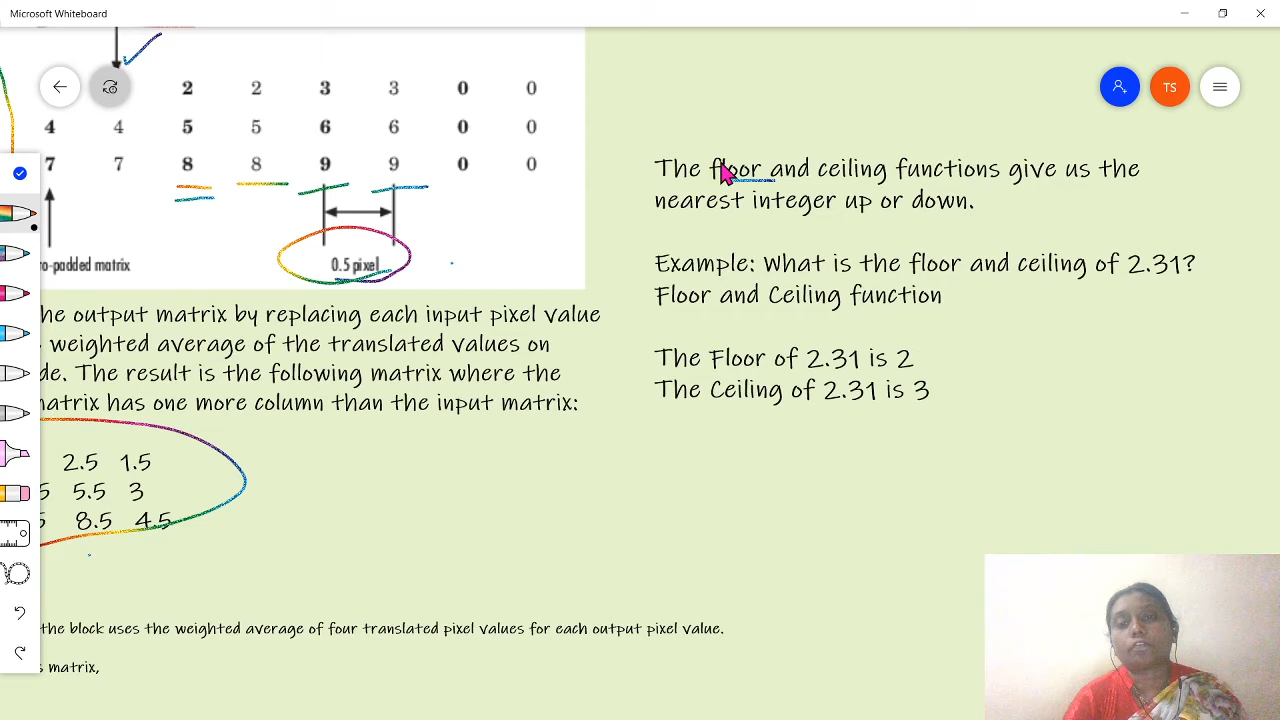 Microsoft Whiteboard
2 2 3 3 0 0
4 4 5 5 6 6 0 0
7 7 8 8 9 9 0 0
o-padded matrix 0.5 pixel
TS
The floor and ceiling functions give us the
nearest integer up or down.
Example: What is the floor and ceiling of 2.31?
Floor and Ceiling function
The Floor of 2.31 is 2
The Ceiling of 2.31 is 3
he output matrix by replacing each input pixel value
weighted average of the translated values on
de. The result is the following matrix where the
matrix has one more column than the input matrix:
2.5 1.5
5 5.5 3
5 8.5 4.5
the block uses the weighted average of four translated pixel values for each output pixel value.
s matrix,